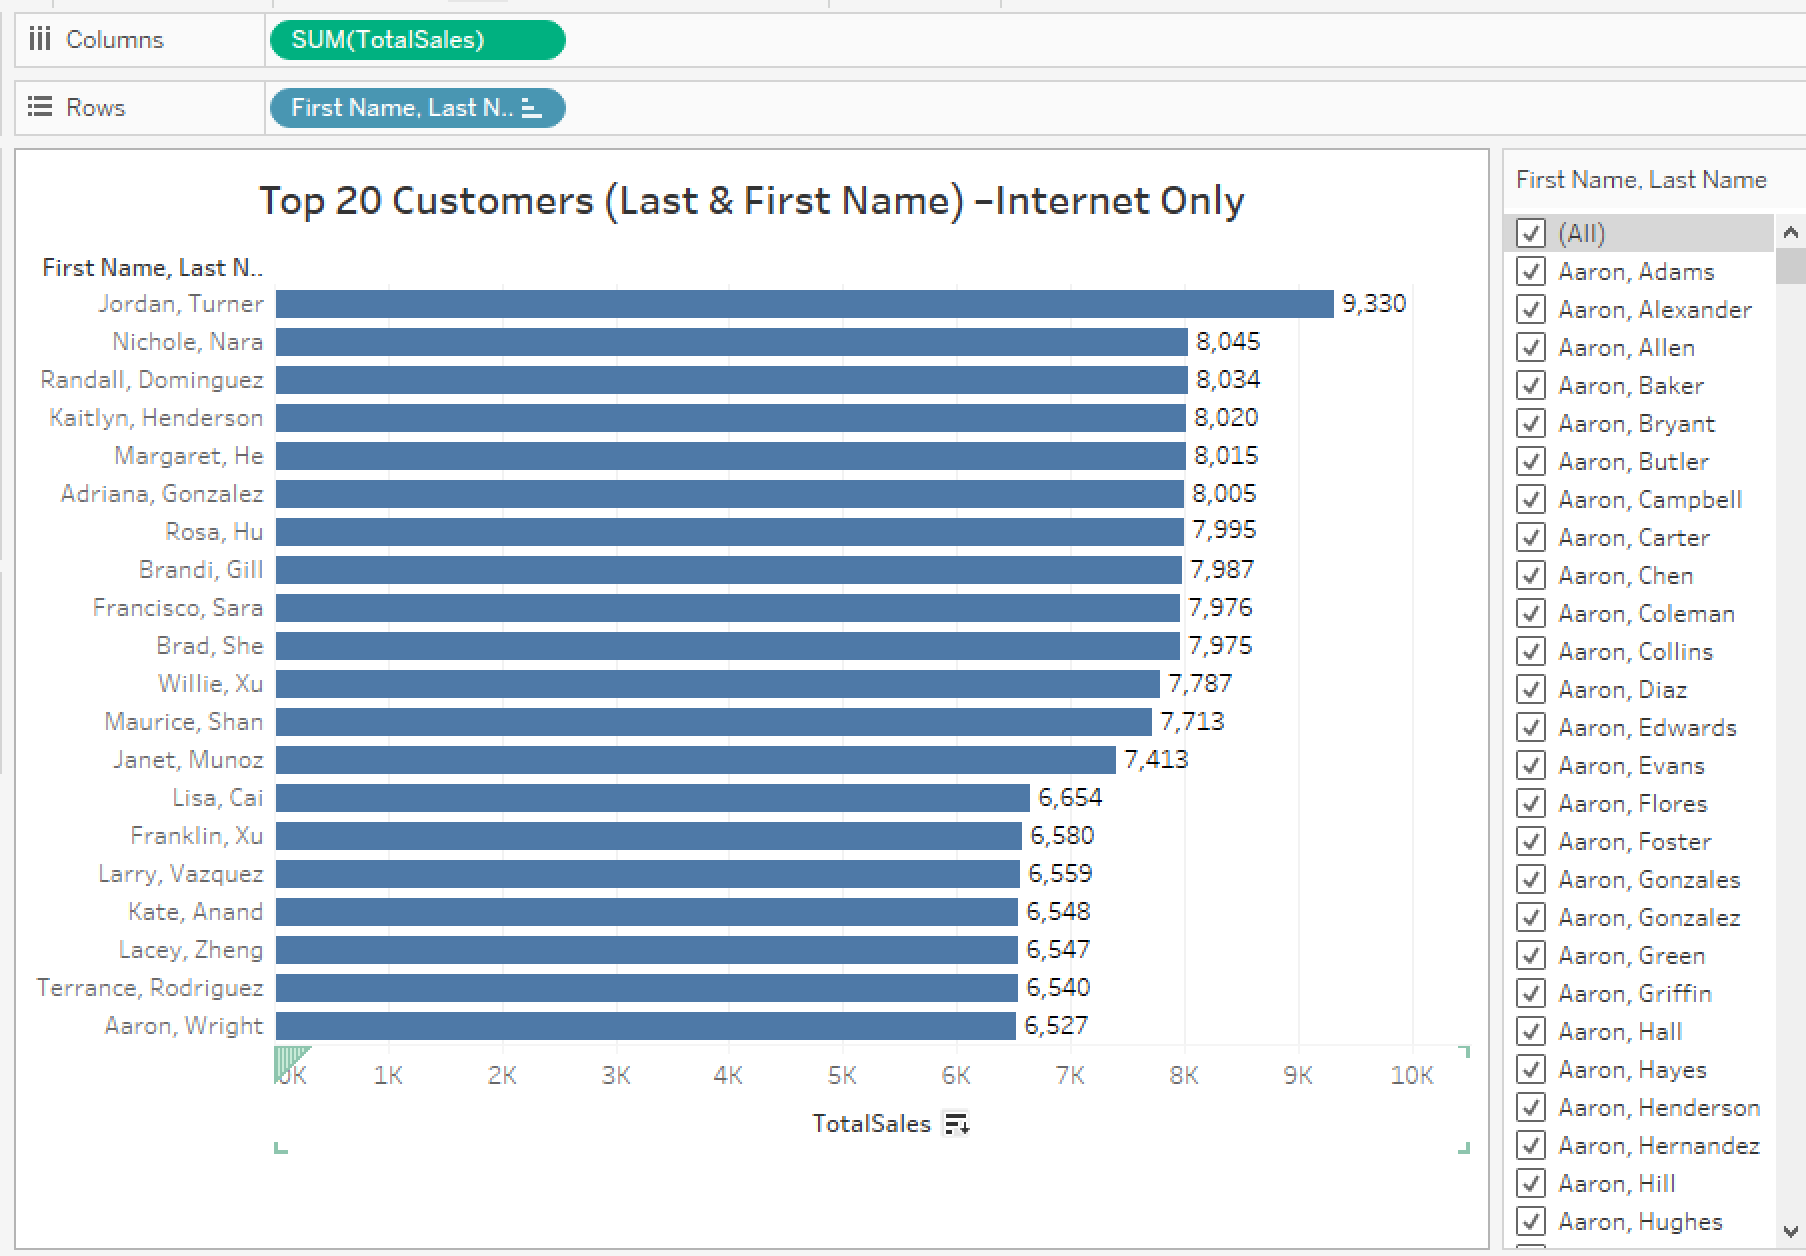 Columns
SUM(TotalSales)
Rows
First Name, Last N..
Top 20 Customers (Last & First Name) –Internet Only
First Name, Last N..
Jordan, Turner 9,330
Nichole, Nara 8,045
Randall, Dominguez 8,034
Kaitlyn, Henderson 8,020
Margaret, He 8,015
Adriana, Gonzalez 8,005
Rosa, Hu 7,995
Brandi, Gill 7,987
Francisco, Sara 7,976
Brad, She 7,975
Willie, Xu 7,787
Maurice, Shan 7,713
Janet, Munoz 7,413
Lisa, Cai 6,654
Franklin, Xu 6,580
Larry, Vazquez 6,559
Kate, Anand 6,548
Lacey, Zheng 6,547
Terrance, Rodriguez 6,540
Aaron, Wright 6,527
0K 1K 2K 3K 4K 5K 6K 7K 8K 9K 10K
TotalSales
First Name, Last Name
(All)
Aaron, Adams
Aaron, Alexander
Aaron, Allen
Aaron, Baker
Aaron, Bryant
Aaron, Butler
Aaron, Campbell
Aaron, Carter
Aaron, Chen
Aaron, Coleman
Aaron, Collins
Aaron, Diaz
Aaron, Edwards
Aaron, Evans
Aaron, Flores
Aaron, Foster
Aaron, Gonzales
Aaron, Gonzalez
Aaron, Green
Aaron, Griffin
Aaron, Hall
Aaron, Hayes
Aaron, Henderson
Aaron, Hernandez
Aaron, Hill
Aaron, Hughes